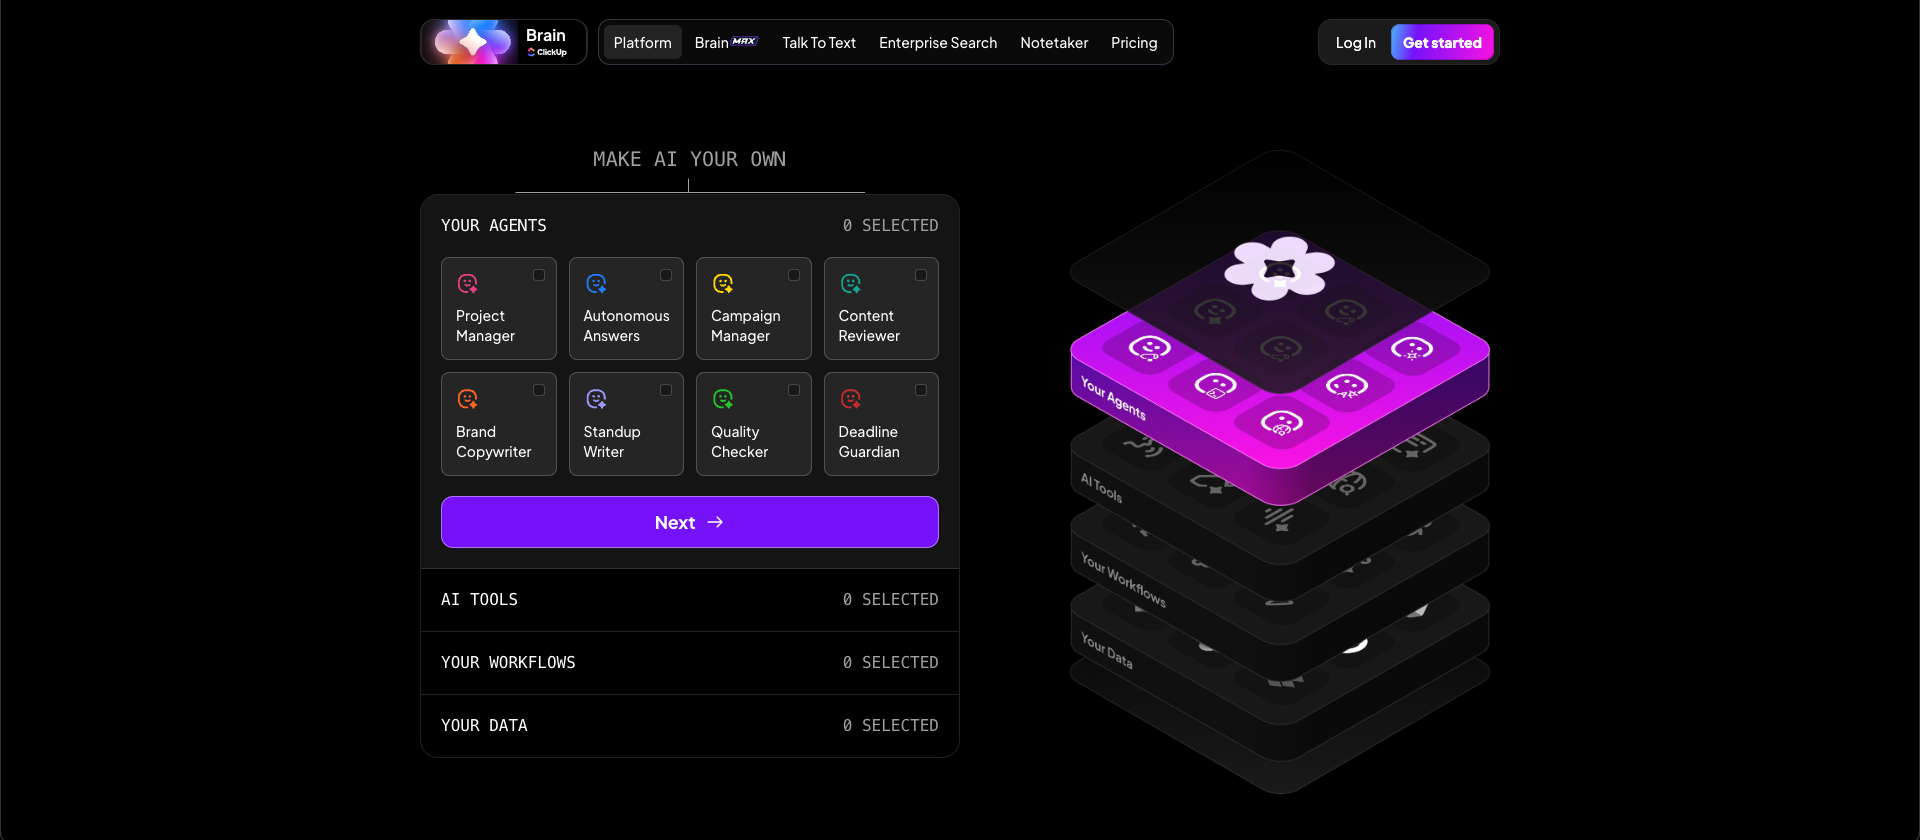 Brain
ClickUp
Platform
Brain MAX
Talk To Text
Enterprise Search
Notetaker
Pricing
Log In
Get started
MAKE AI YOUR OWN
YOUR AGENTS
0 SELECTED
Project
Manager
Autonomous
Answers
Campaign
Manager
Content
Reviewer
Brand
Copywriter
Standup
Writer
Quality
Checker
Deadline
Guardian
Next
AI TOOLS
0 SELECTED
YOUR WORKFLOWS
0 SELECTED
YOUR DATA
0 SELECTED
Your Agents
AI Tools
Your Workflows
Your Data